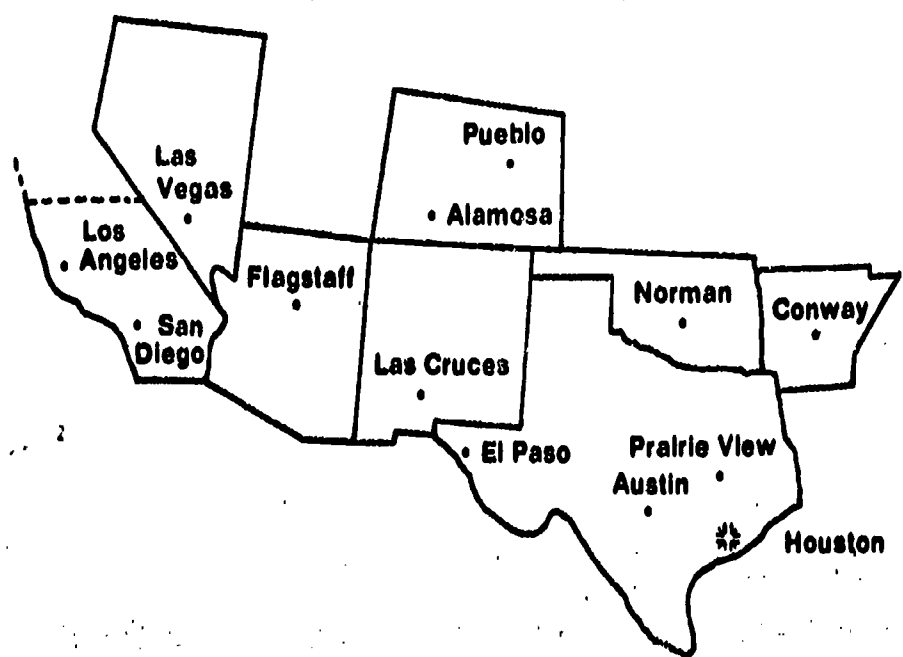 Pueblo
Las
Vegas
Alamosa
Los
Angeles
Flagstaff
Norman
Conway
San
Diego
Las Cruces
2
El Paso
Prairie View
Austin
Houston